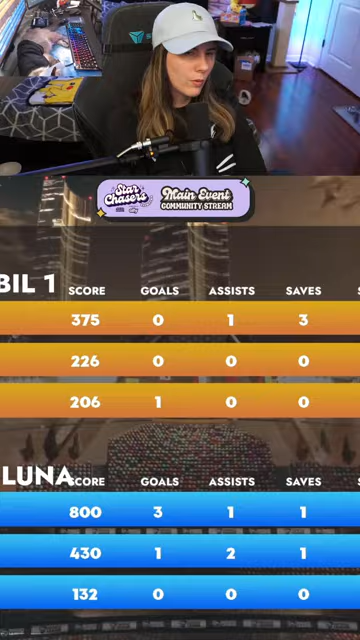 Star Chasers
Main Event
COMMUNITY STREAM
BIL 1 SCORE GOALS ASSISTS SAVES
375 0 1 3
226 0 0 0
206 1 0 0
LUNA SCORE GOALS ASSISTS SAVES
800 3 1 1
430 1 2 1
132 0 0 0